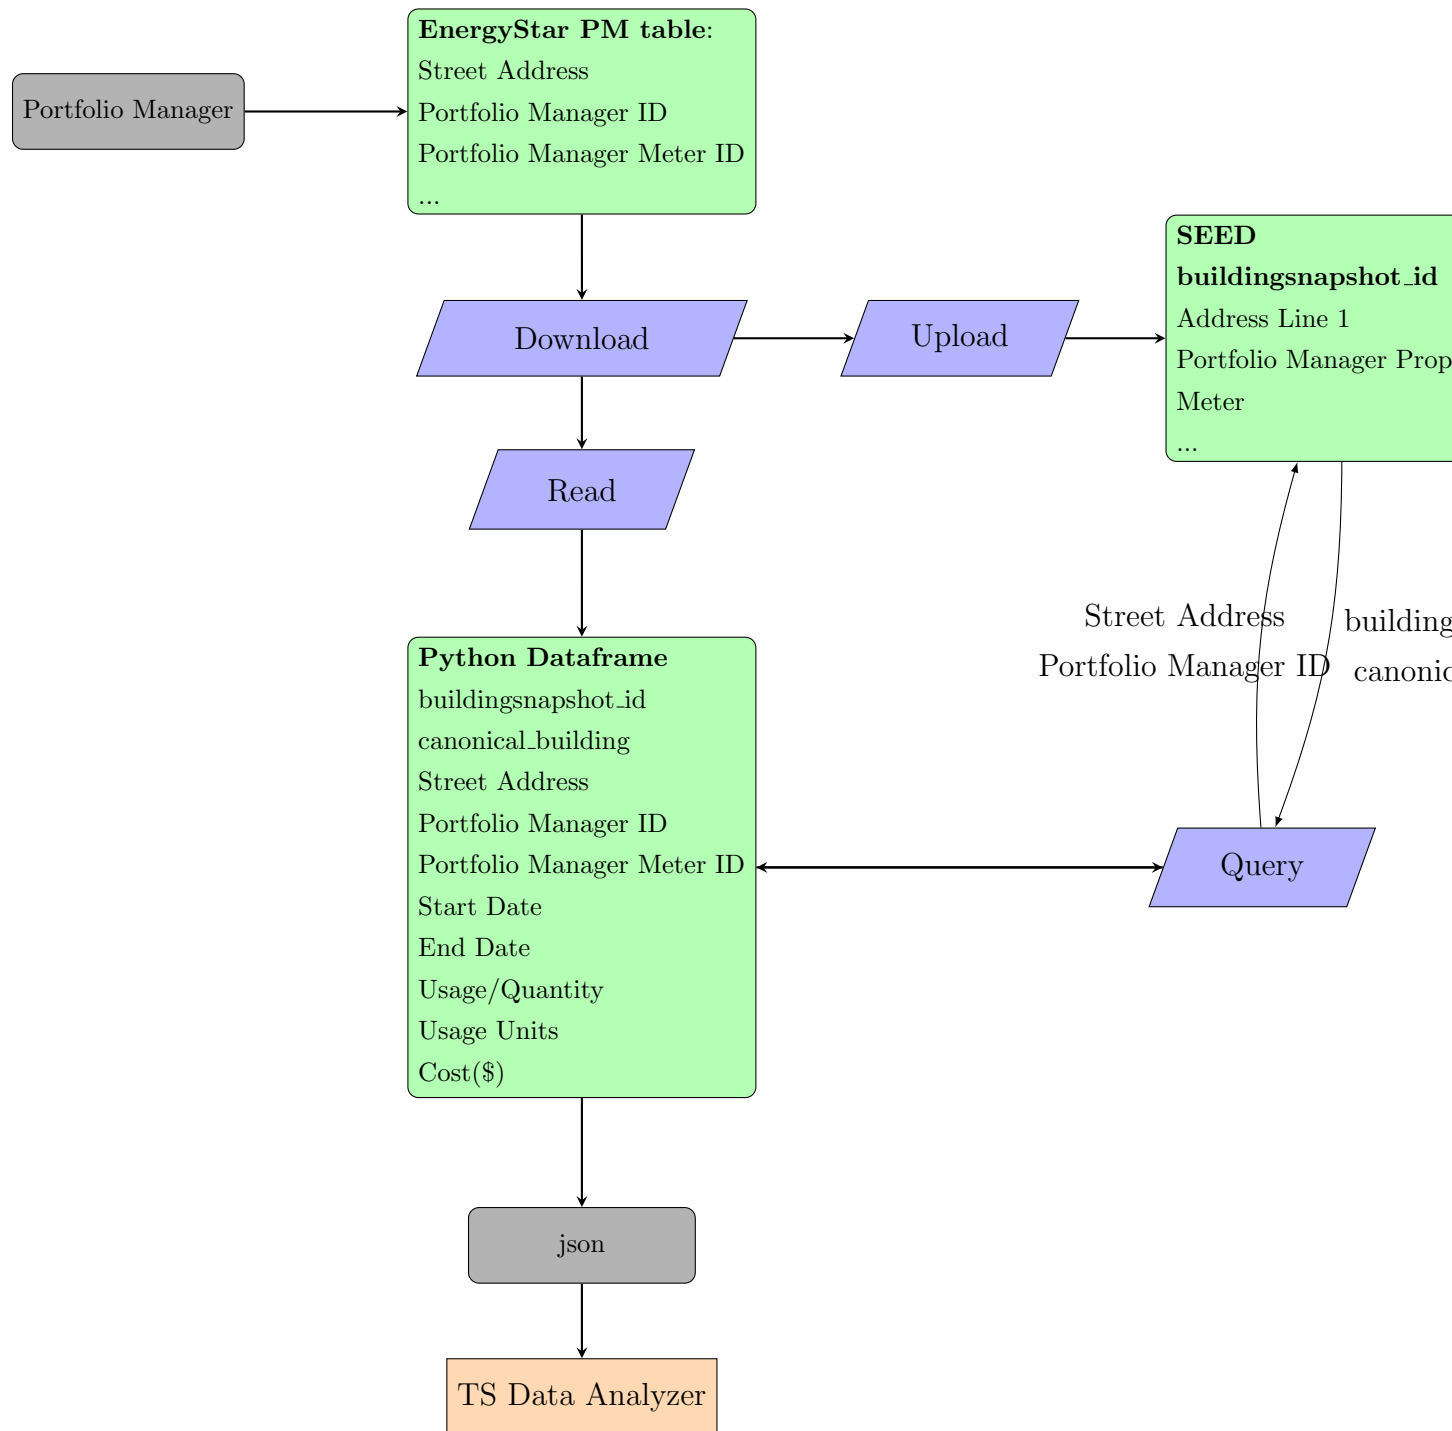 EnergyStar PM table:
Street Address
Portfolio Manager ID
Portfolio Manager Meter ID
...
Portfolio Manager
SEED
buildingsnapshot_id
Address Line 1
Portfolio Manager Prop
Meter
...
Download
Upload
Read
Street Address
Portfolio Manager ID
building
canonic
Python Dataframe
buildingsnapshot_id
canonical_building
Street Address
Portfolio Manager ID
Portfolio Manager Meter ID
Start Date
End Date
Usage/Quantity
Usage Units
Cost($)
Query
json
TS Data Analyzer